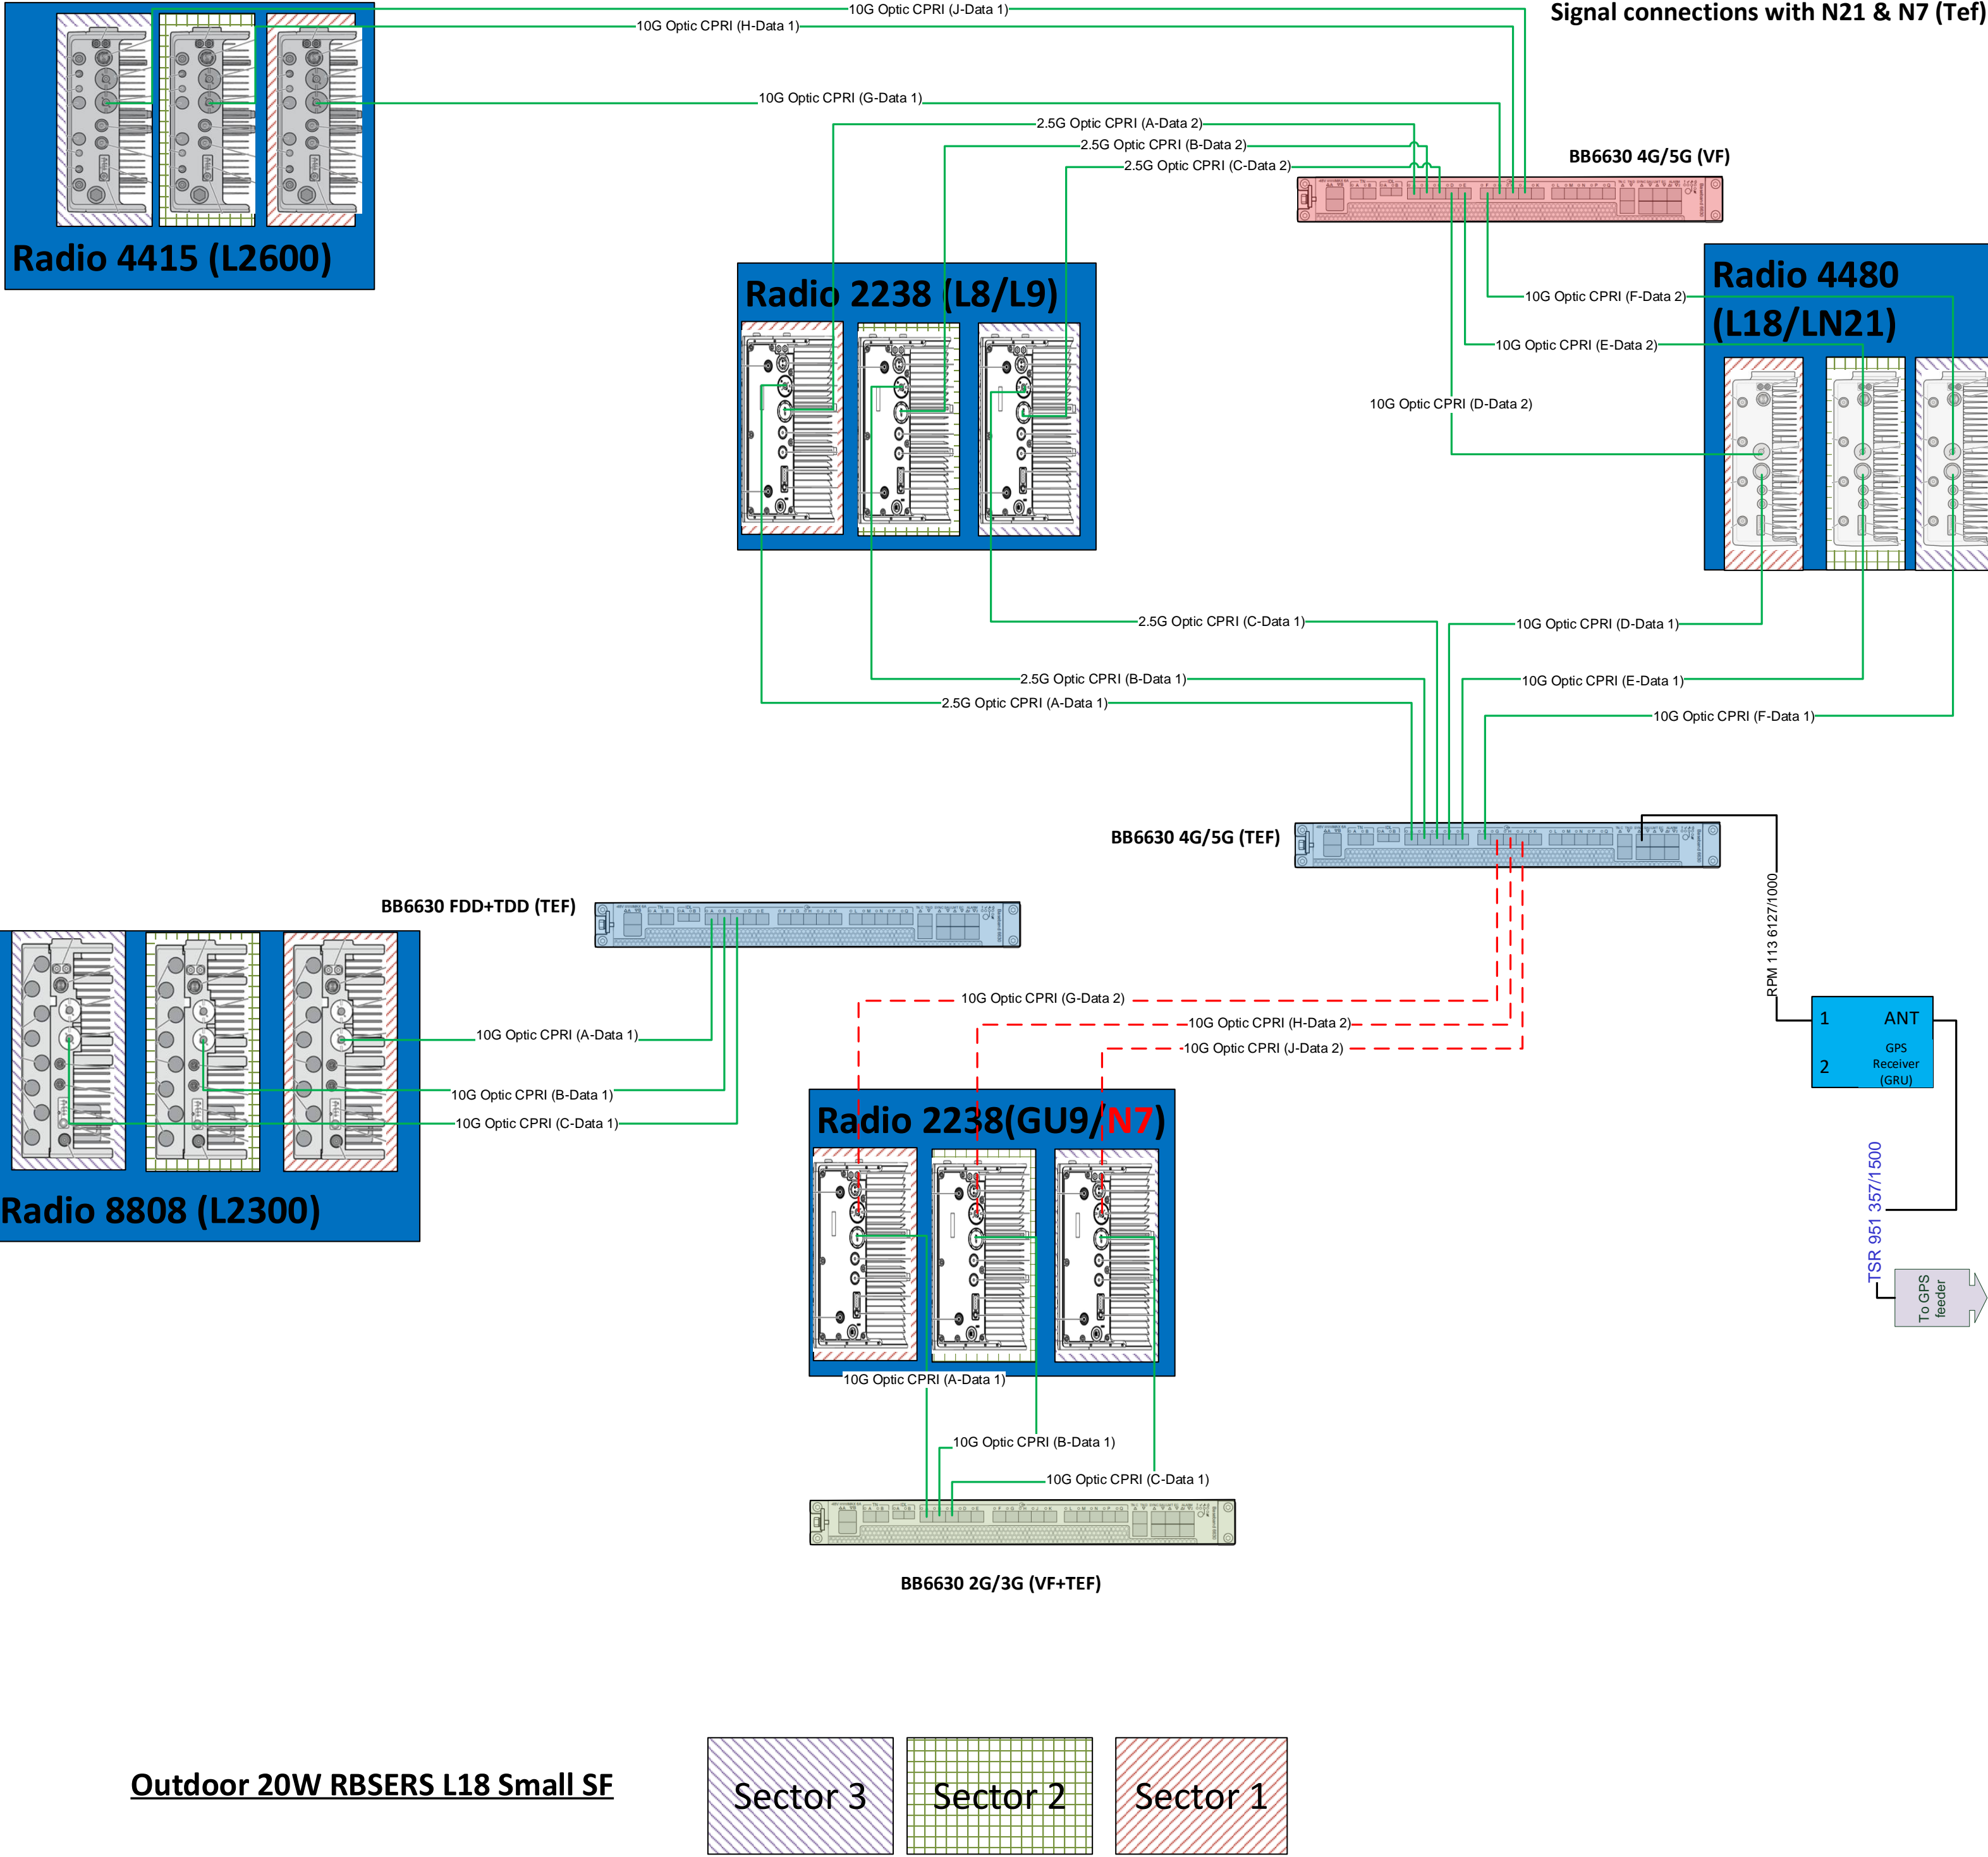 Signal connections with N21 & N7 (Tef)
10G Optic CPRI (J-Data 1)
10G Optic CPRI (H-Data 1)
10G Optic CPRI (G-Data 1)
2.5G Optic CPRI (A-Data 2)
2.5G Optic CPRI (B-Data 2)
2.5G Optic CPRI (C-Data 2)
BB6630 4G/5G (VF)
Radio 4415 (L2600)
Radio 2238 (L8/L9)
Radio 4480
(L18/LN21)
10G Optic CPRI (F-Data 2)
10G Optic CPRI (E-Data 2)
10G Optic CPRI (D-Data 2)
2.5G Optic CPRI (C-Data 1)
10G Optic CPRI (D-Data 1)
2.5G Optic CPRI (B-Data 1)
10G Optic CPRI (E-Data 1)
2.5G Optic CPRI (A-Data 1)
10G Optic CPRI (F-Data 1)
BB6630 4G/5G (TEF)
BB6630 FDD+TDD (TEF)
RPM 113 6127/1000
10G Optic CPRI (G-Data 2)
10G Optic CPRI (H-Data 2)
10G Optic CPRI (J-Data 2)
1 ANT
GPS
Receiver
(GRU)
2
10G Optic CPRI (A-Data 1)
10G Optic CPRI (B-Data 1)
10G Optic CPRI (C-Data 1)
Radio 2238(GU9/N7)
Radio 8808 (L2300)
TSR 951 357/1500
To GPS
feeder
10G Optic CPRI (A-Data 1)
10G Optic CPRI (B-Data 1)
10G Optic CPRI (C-Data 1)
BB6630 2G/3G (VF+TEF)
Outdoor 20W RBSERS L18 Small SF
Sector 3
Sector 2
Sector 1